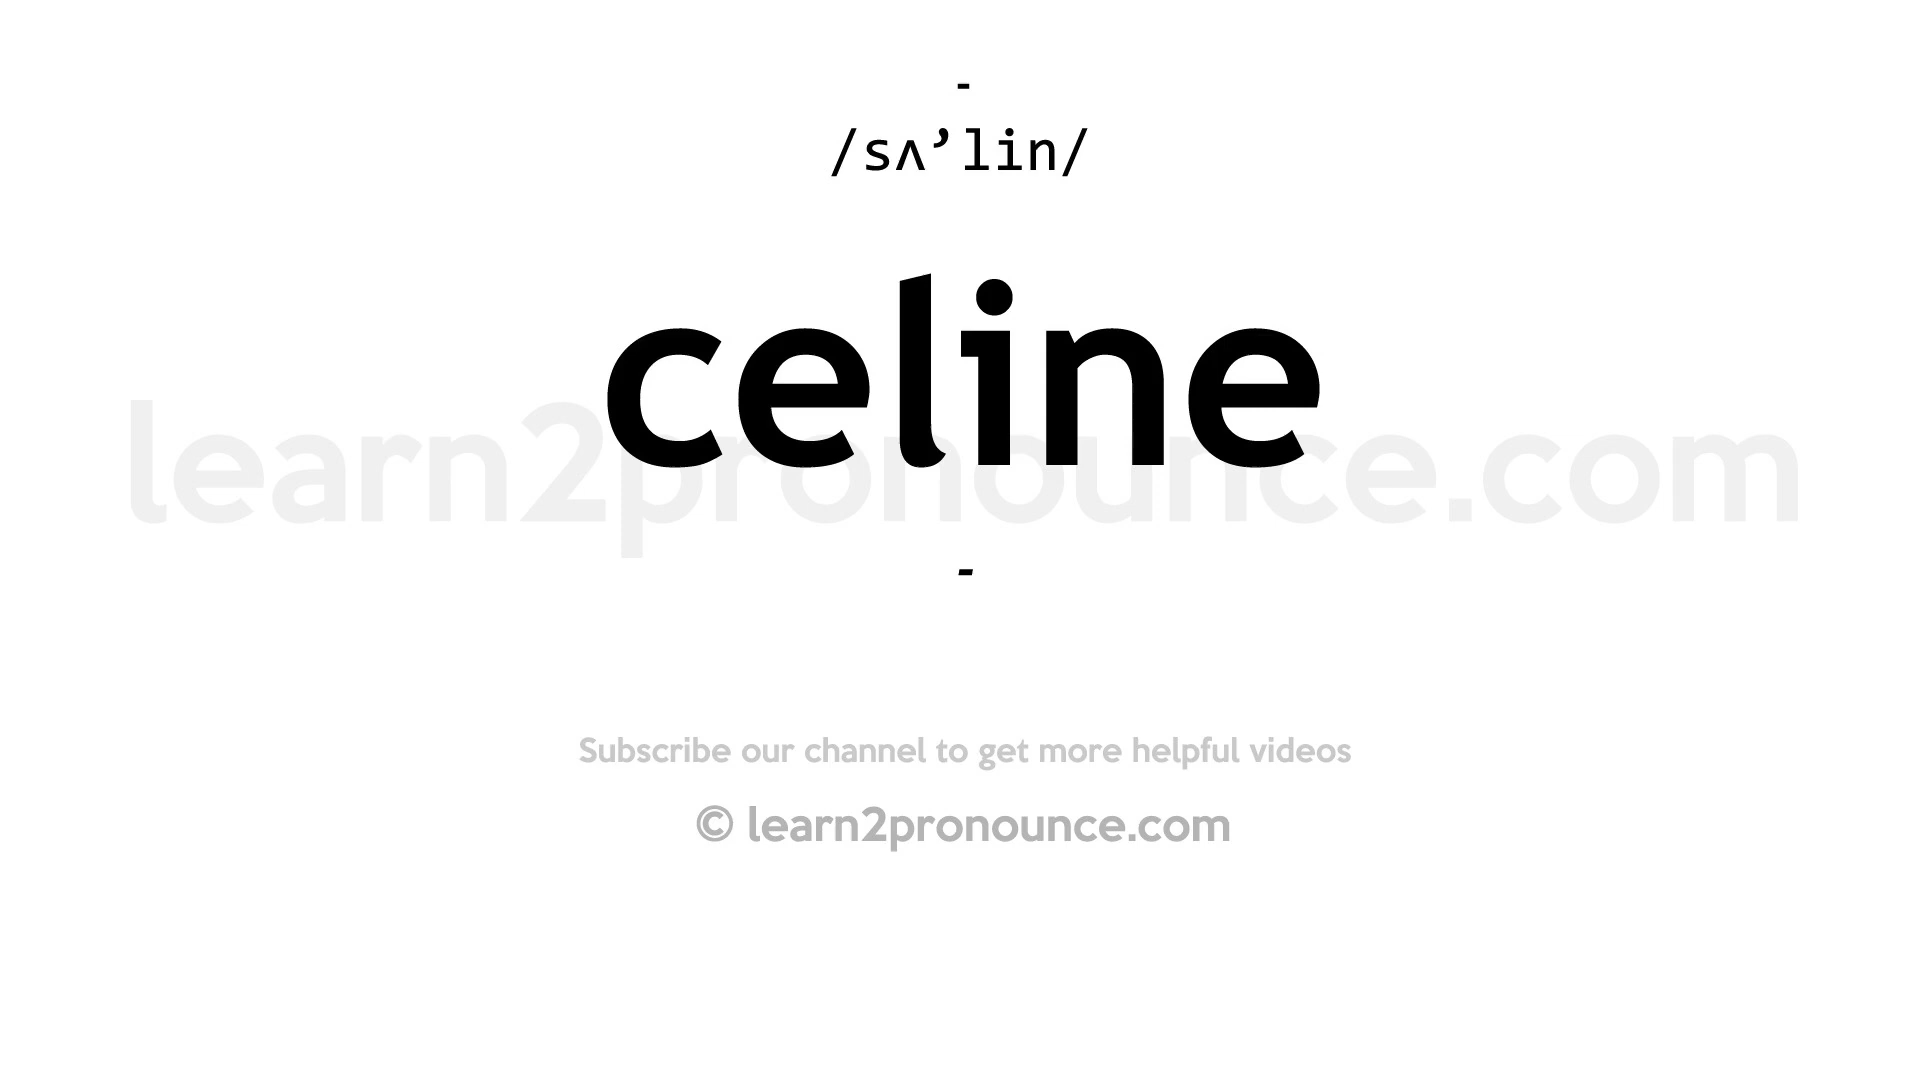 -
/sʌ’lin/
celine
learn2pronounce.com
-
Subscribe our channel to get more helpful videos
© learn2pronounce.com